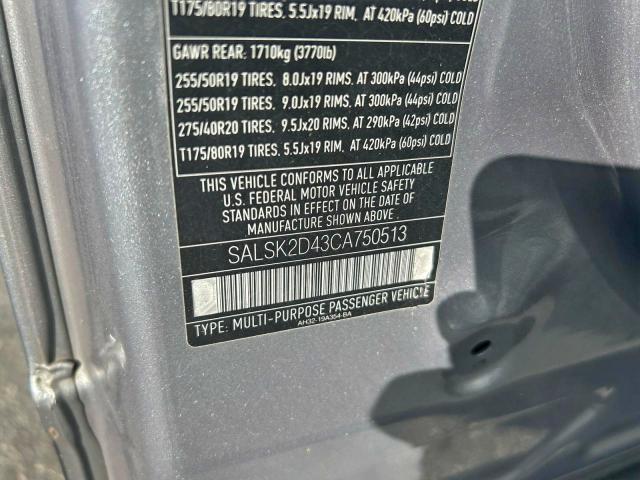 T175/80R19 TIRES. 5.5Jx19 RIM, AT 420kPa (60psi) COLD
GAWR REAR: 1710kg (3770lb)
255/50R19 TIRES. 8.0Jx19 RIMS, AT 300kPa (44psi) COLD
255/50R19 TIRES. 9.0Jx19 RIMS, AT 300kPa (44psi) COLD
275/40R20 TIRES. 9.5Jx20 RIMS, AT 290kPa (42psi) COLD
T175/80R19 TIRES. 5.5Jx19 RIM, AT 420kPa (60psi) COLD
THIS VEHICLE CONFORMS TO ALL APPLICABLE
U.S. FEDERAL MOTOR VEHICLE SAFETY
STANDARDS IN EFFECT ON THE DATE OF
MANUFACTURE SHOWN ABOVE.
SALSK2D43CA750513
TYPE: MULTI-PURPOSE PASSENGER VEHICLE
AH32-19A354-BA